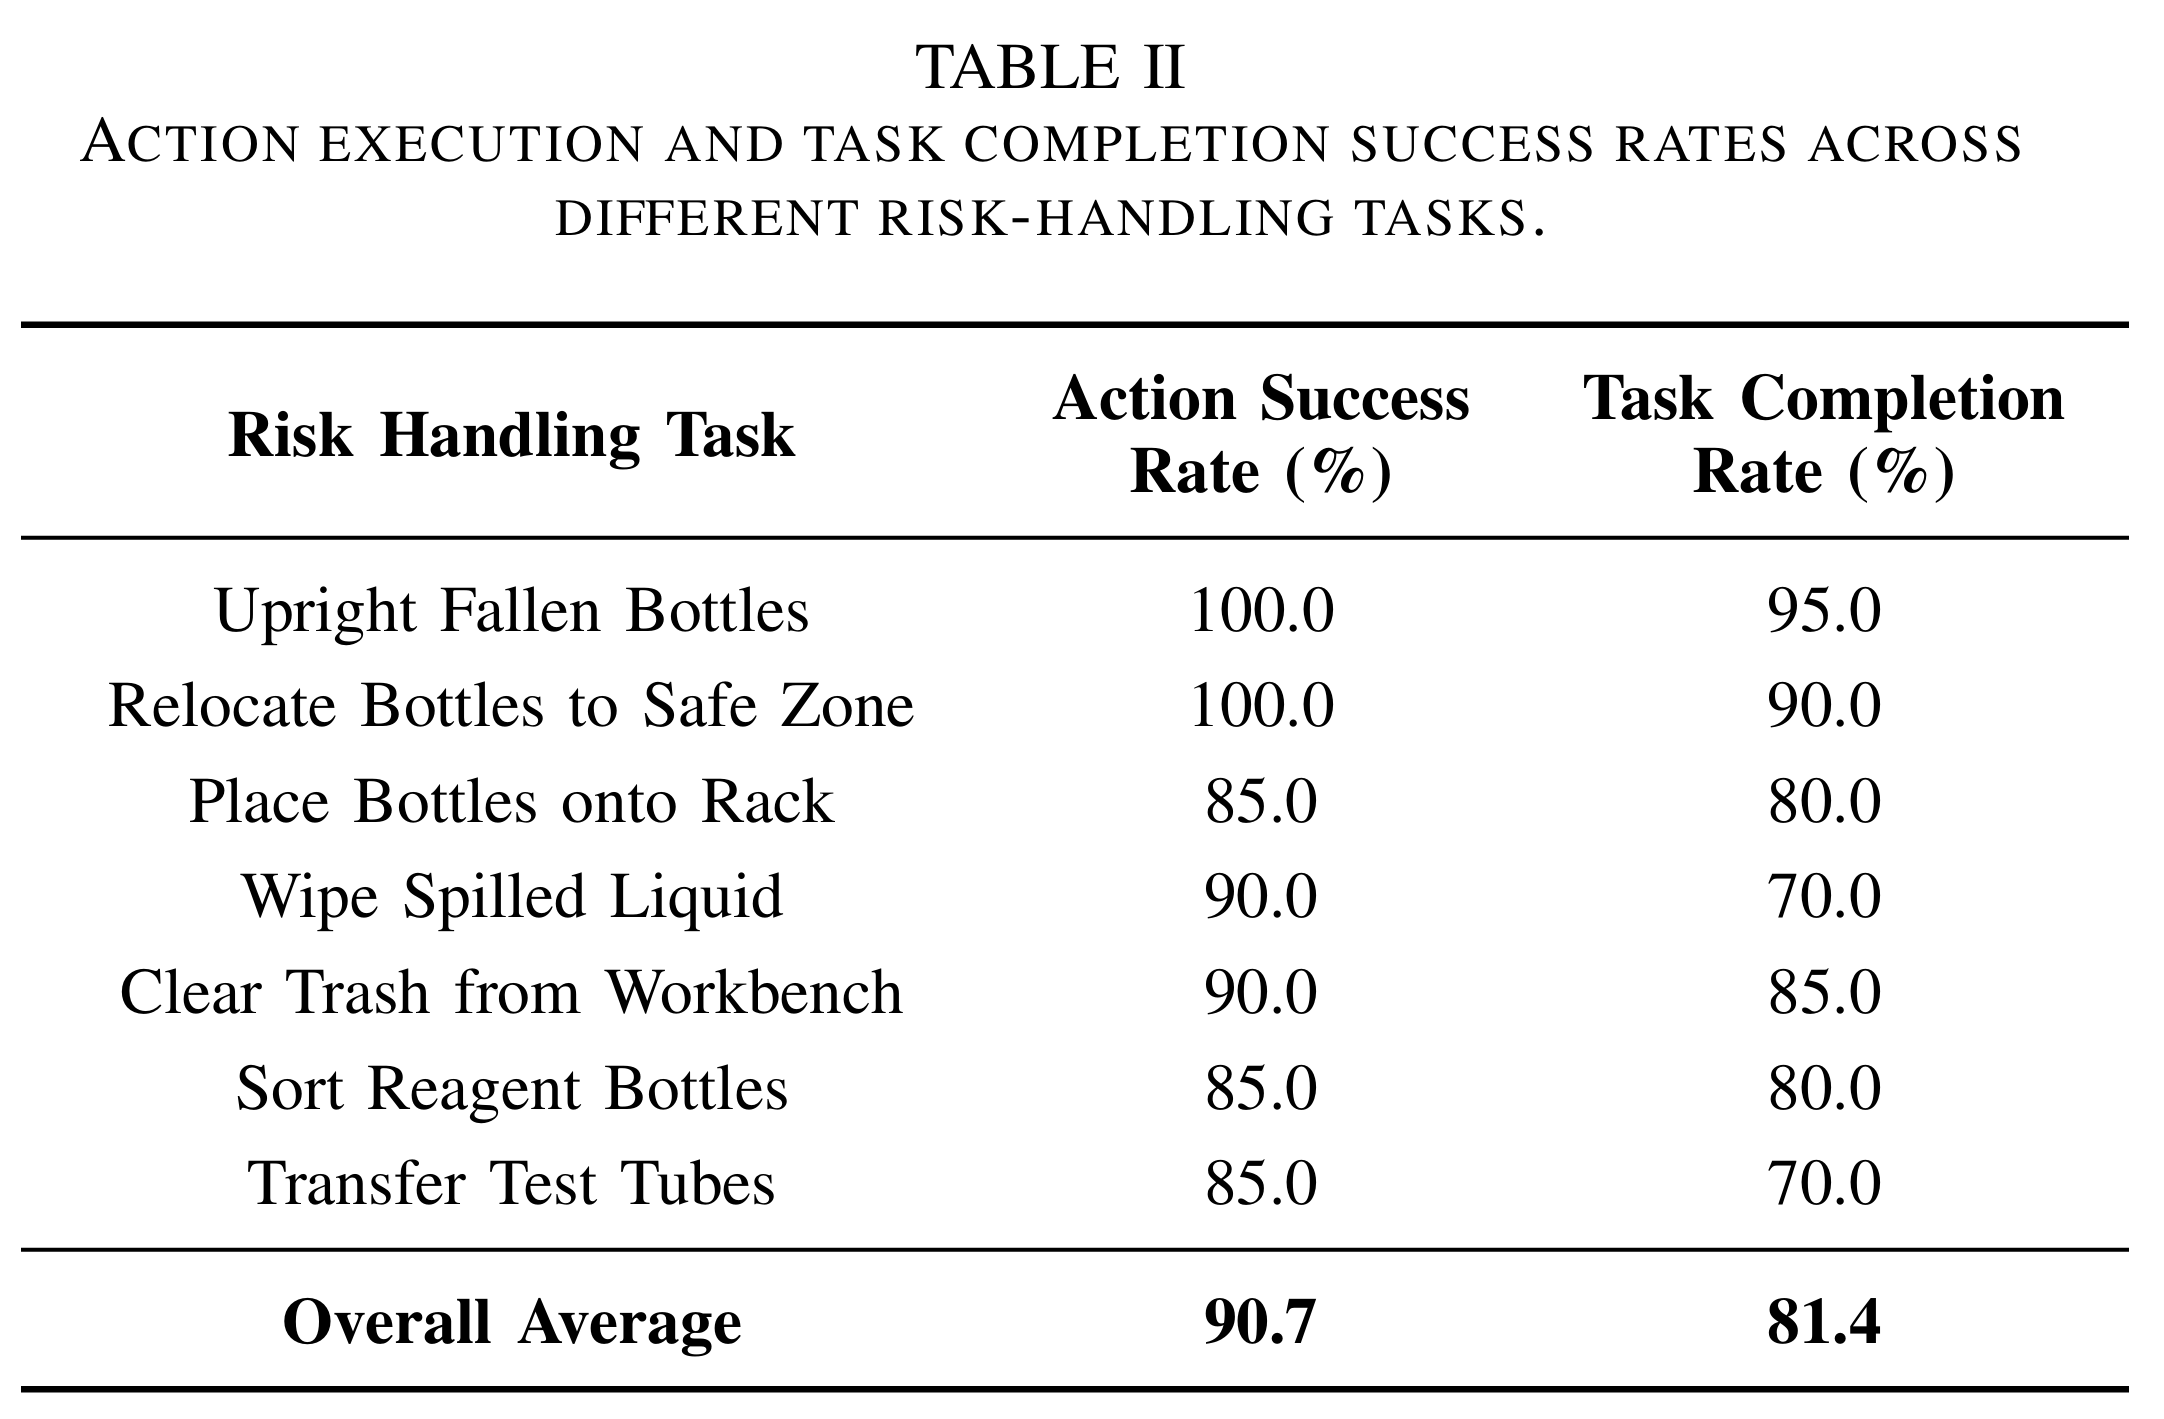 TABLE II
ACTION EXECUTION AND TASK COMPLETION SUCCESS RATES ACROSS
DIFFERENT RISK-HANDLING TASKS.
Risk Handling Task Action Success Rate (%) Task Completion Rate (%)
Upright Fallen Bottles 100.0 95.0
Relocate Bottles to Safe Zone 100.0 90.0
Place Bottles onto Rack 85.0 80.0
Wipe Spilled Liquid 90.0 70.0
Clear Trash from Workbench 90.0 85.0
Sort Reagent Bottles 85.0 80.0
Transfer Test Tubes 85.0 70.0
Overall Average 90.7 81.4